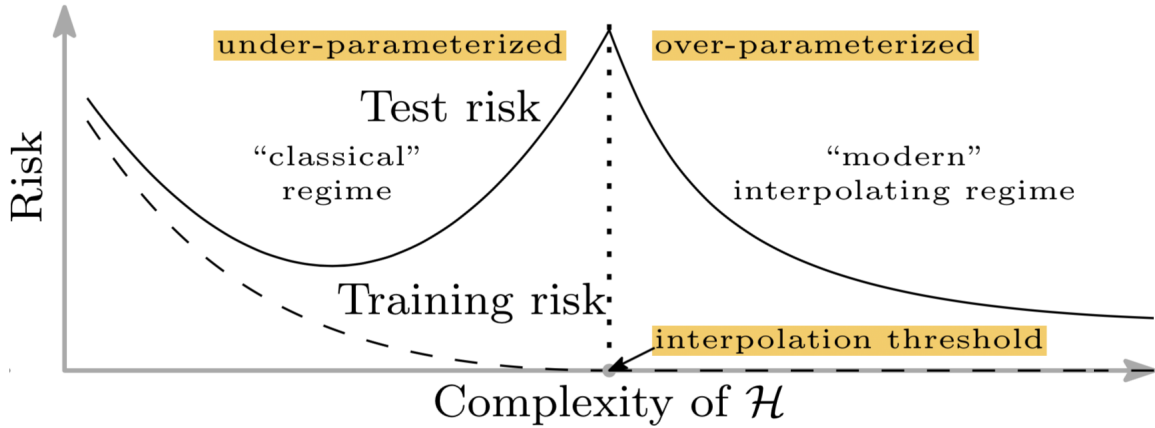 under-parameterized
over-parameterized
Test risk
“classical”
regime
“modern”
interpolating regime
Risk
Training risk
interpolation threshold
Complexity of ℋ